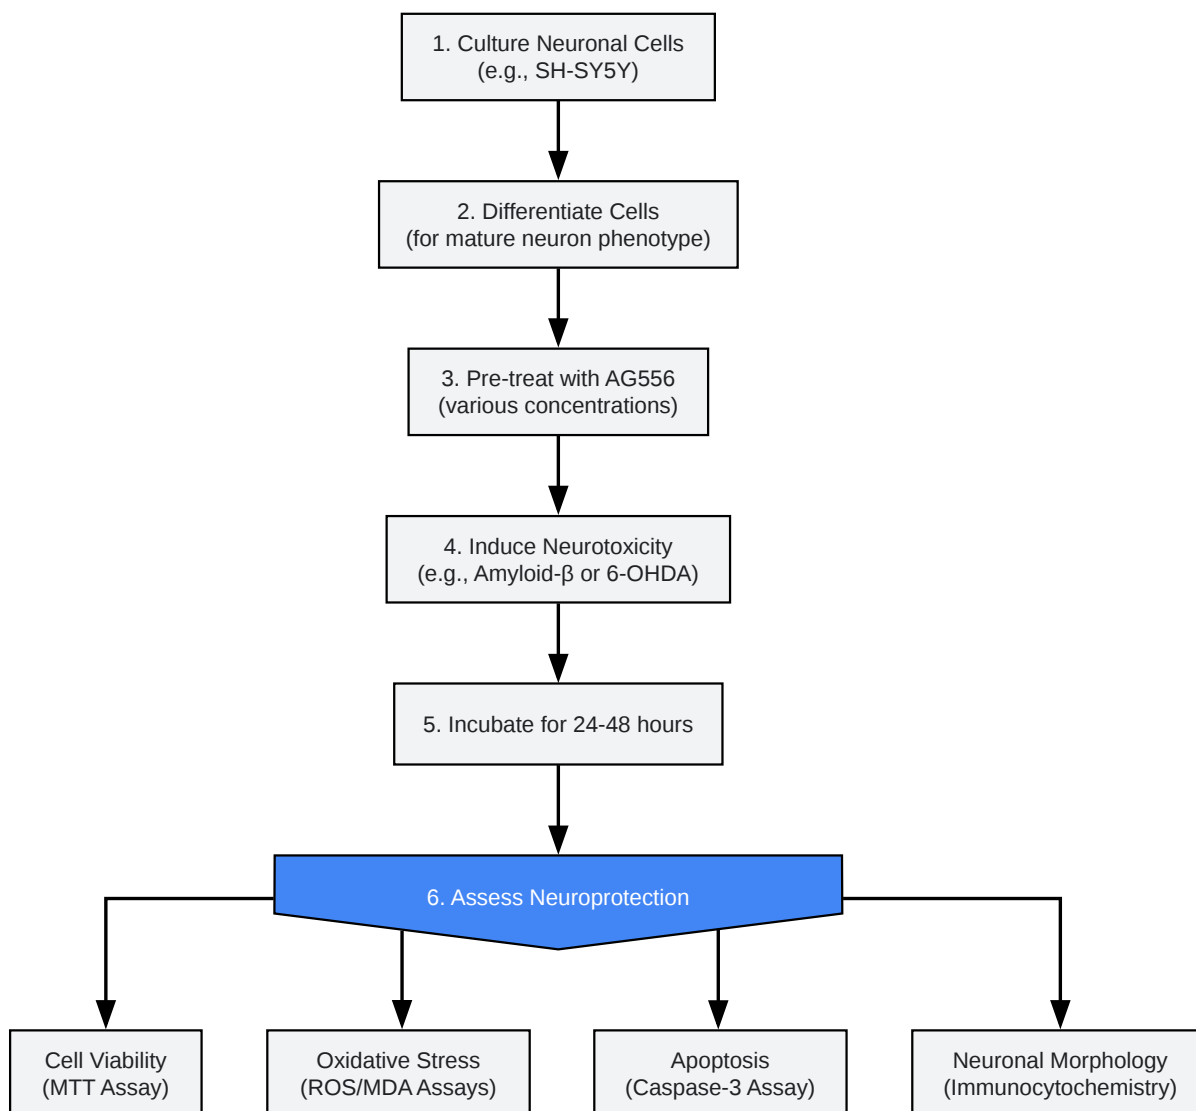 1. Culture Neuronal Cells
(e.g., SH-SY5Y)
2. Differentiate Cells
(for mature neuron phenotype)
3. Pre-treat with AG556
(various concentrations)
4. Induce Neurotoxicity
(e.g., Amyloid-β or 6-OHDA)
5. Incubate for 24-48 hours
6. Assess Neuroprotection
Cell Viability
(MTT Assay)
Oxidative Stress
(ROS/MDA Assays)
Apoptosis
(Caspase-3 Assay)
Neuronal Morphology
(Immunocytochemistry)